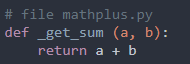 # file mathplus.py
def _get_sum (a, b):
    return a + b